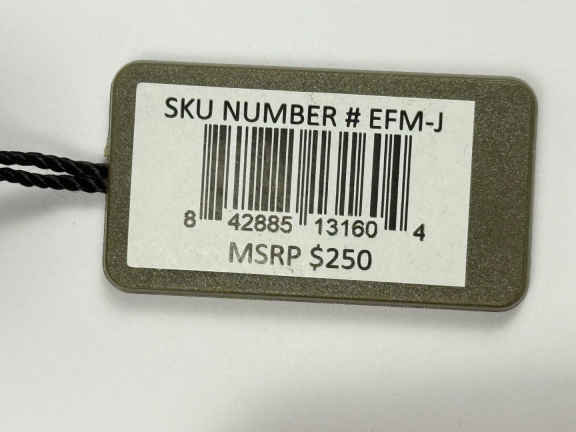 SKU NUMBER # EFM-J
8 42885 13160 4
MSRP $250